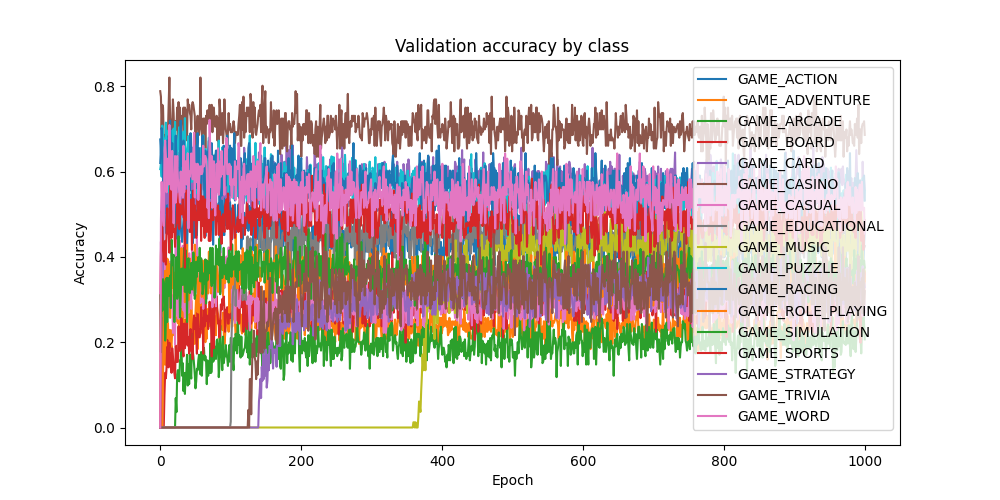 Validation accuracy by class
Accuracy
0.8
0.6
0.4
0.2
0.0
GAME_ACTION
GAME_ADVENTURE
GAME_ARCADE
GAME_BOARD
GAME_CARD
GAME_CASINO
GAME_CASUAL
GAME_EDUCATIONAL
GAME_MUSIC
GAME_PUZZLE
GAME_RACING
GAME_ROLE_PLAYING
GAME_SIMULATION
GAME_SPORTS
GAME_STRATEGY
GAME_TRIVIA
GAME_WORD
0 200 400 600 800 1000
Epoch